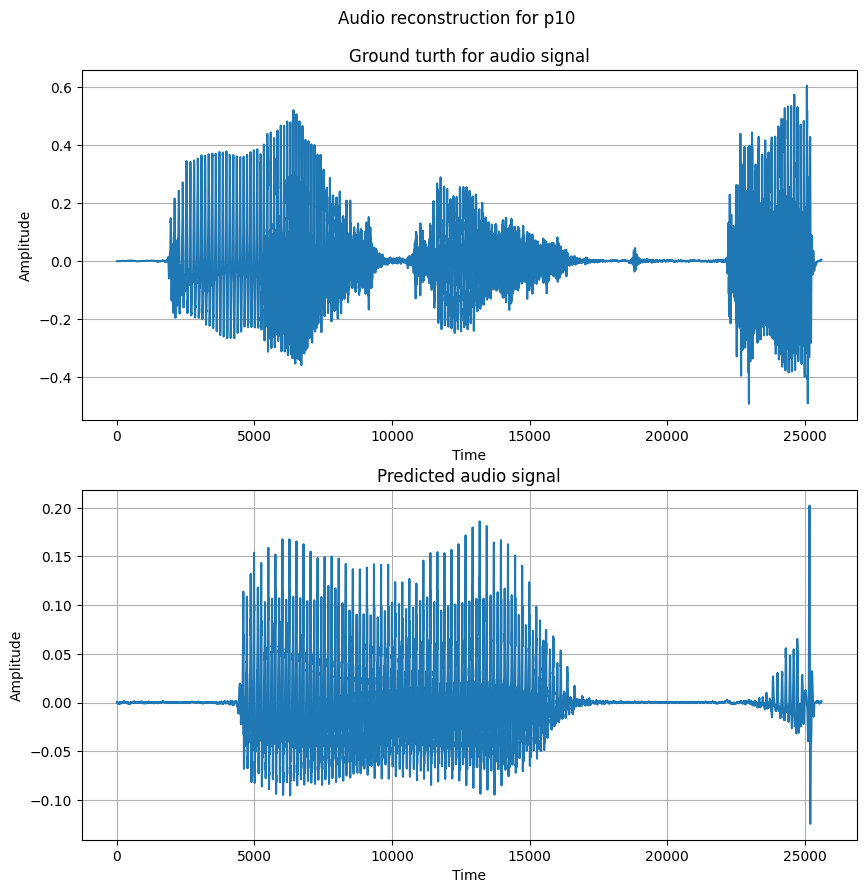 Audio reconstruction for p10
Ground turth for audio signal
0.6
0.4
0.2
0.0
−0.2
−0.4
Amplitude
0 5000 10000 15000 20000 25000
Time
Predicted audio signal
0.20
0.15
0.10
0.05
0.00
−0.05
−0.10
Amplitude
0 5000 10000 15000 20000 25000
Time